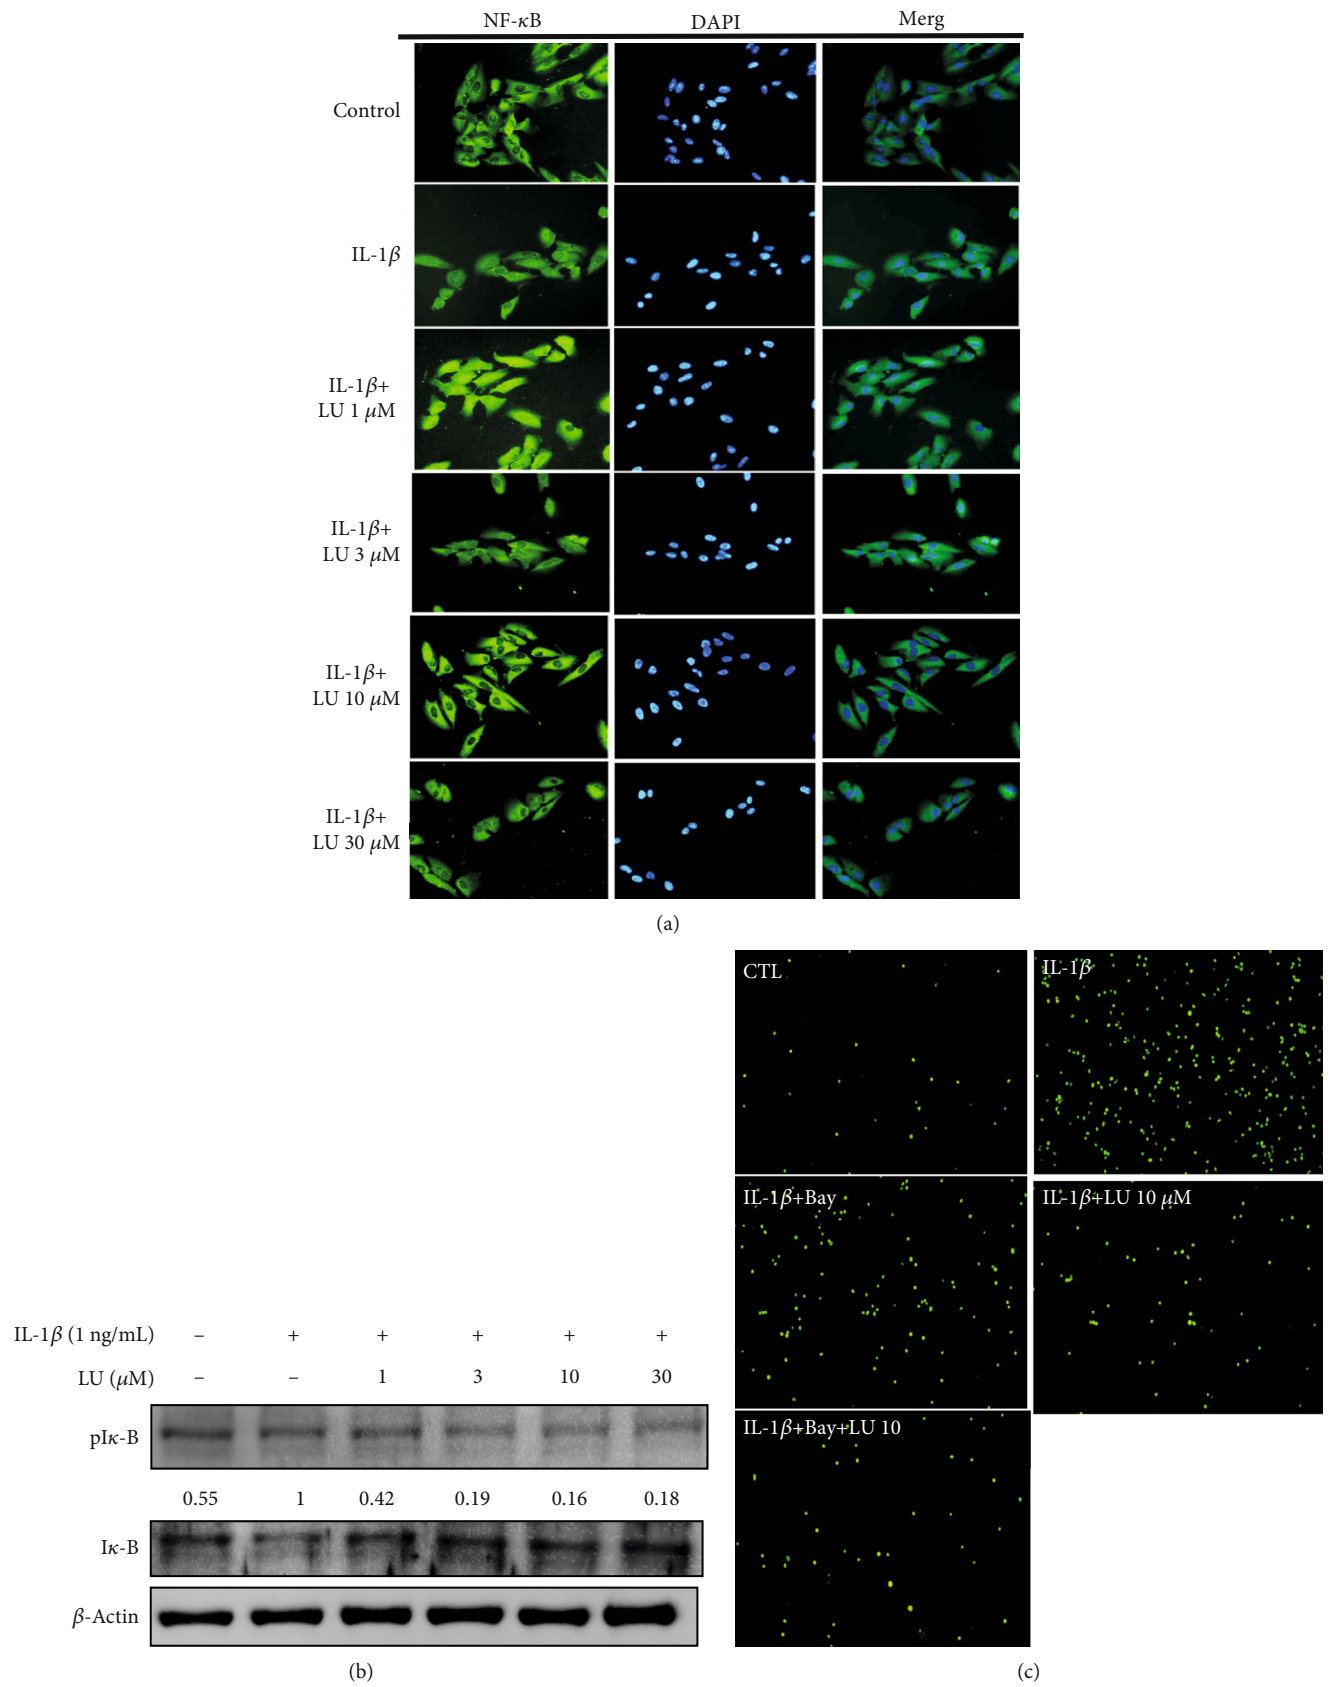 NF-κB DAPI Merg
Control
IL-1β
IL-1β+
LU 1 μM
IL-1β+
LU 3 μM
IL-1β+
LU 10 μM
IL-1β+
LU 30 μM
(a)
IL-1β (1 ng/mL) – + + + + +
LU (μM) – – 1 3 10 30
pIκ-B
0.55 1 0.42 0.19 0.16 0.18
Iκ-B
β-Actin
(b)
CTL IL-1β
IL-1β+Bay IL-1β+LU 10 μM
IL-1β+Bay+LU 10
(c)